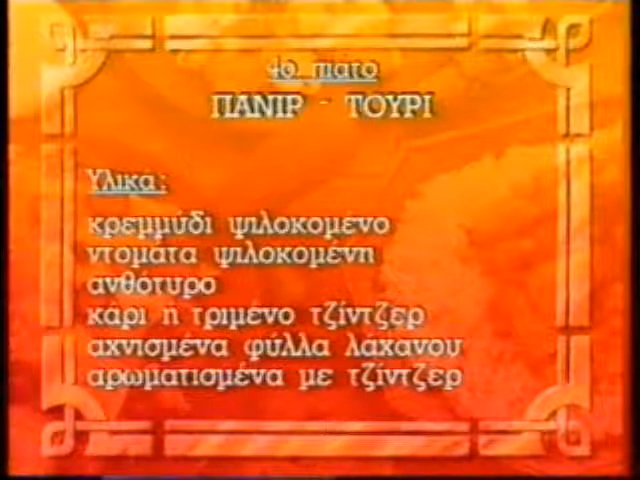 4ο πιάτο
ΠΑΝΙΡ - ΤΟΥΡΙ
Υλικά:
κρεμμύδι ψιλοκομένο
ντομάτα ψιλοκομένη
ανθότυρο
κάρι η τριμένο τζίντζερ
αχνισμένα φύλλα λάχανου
αρωματισμένα με τζίντζερ